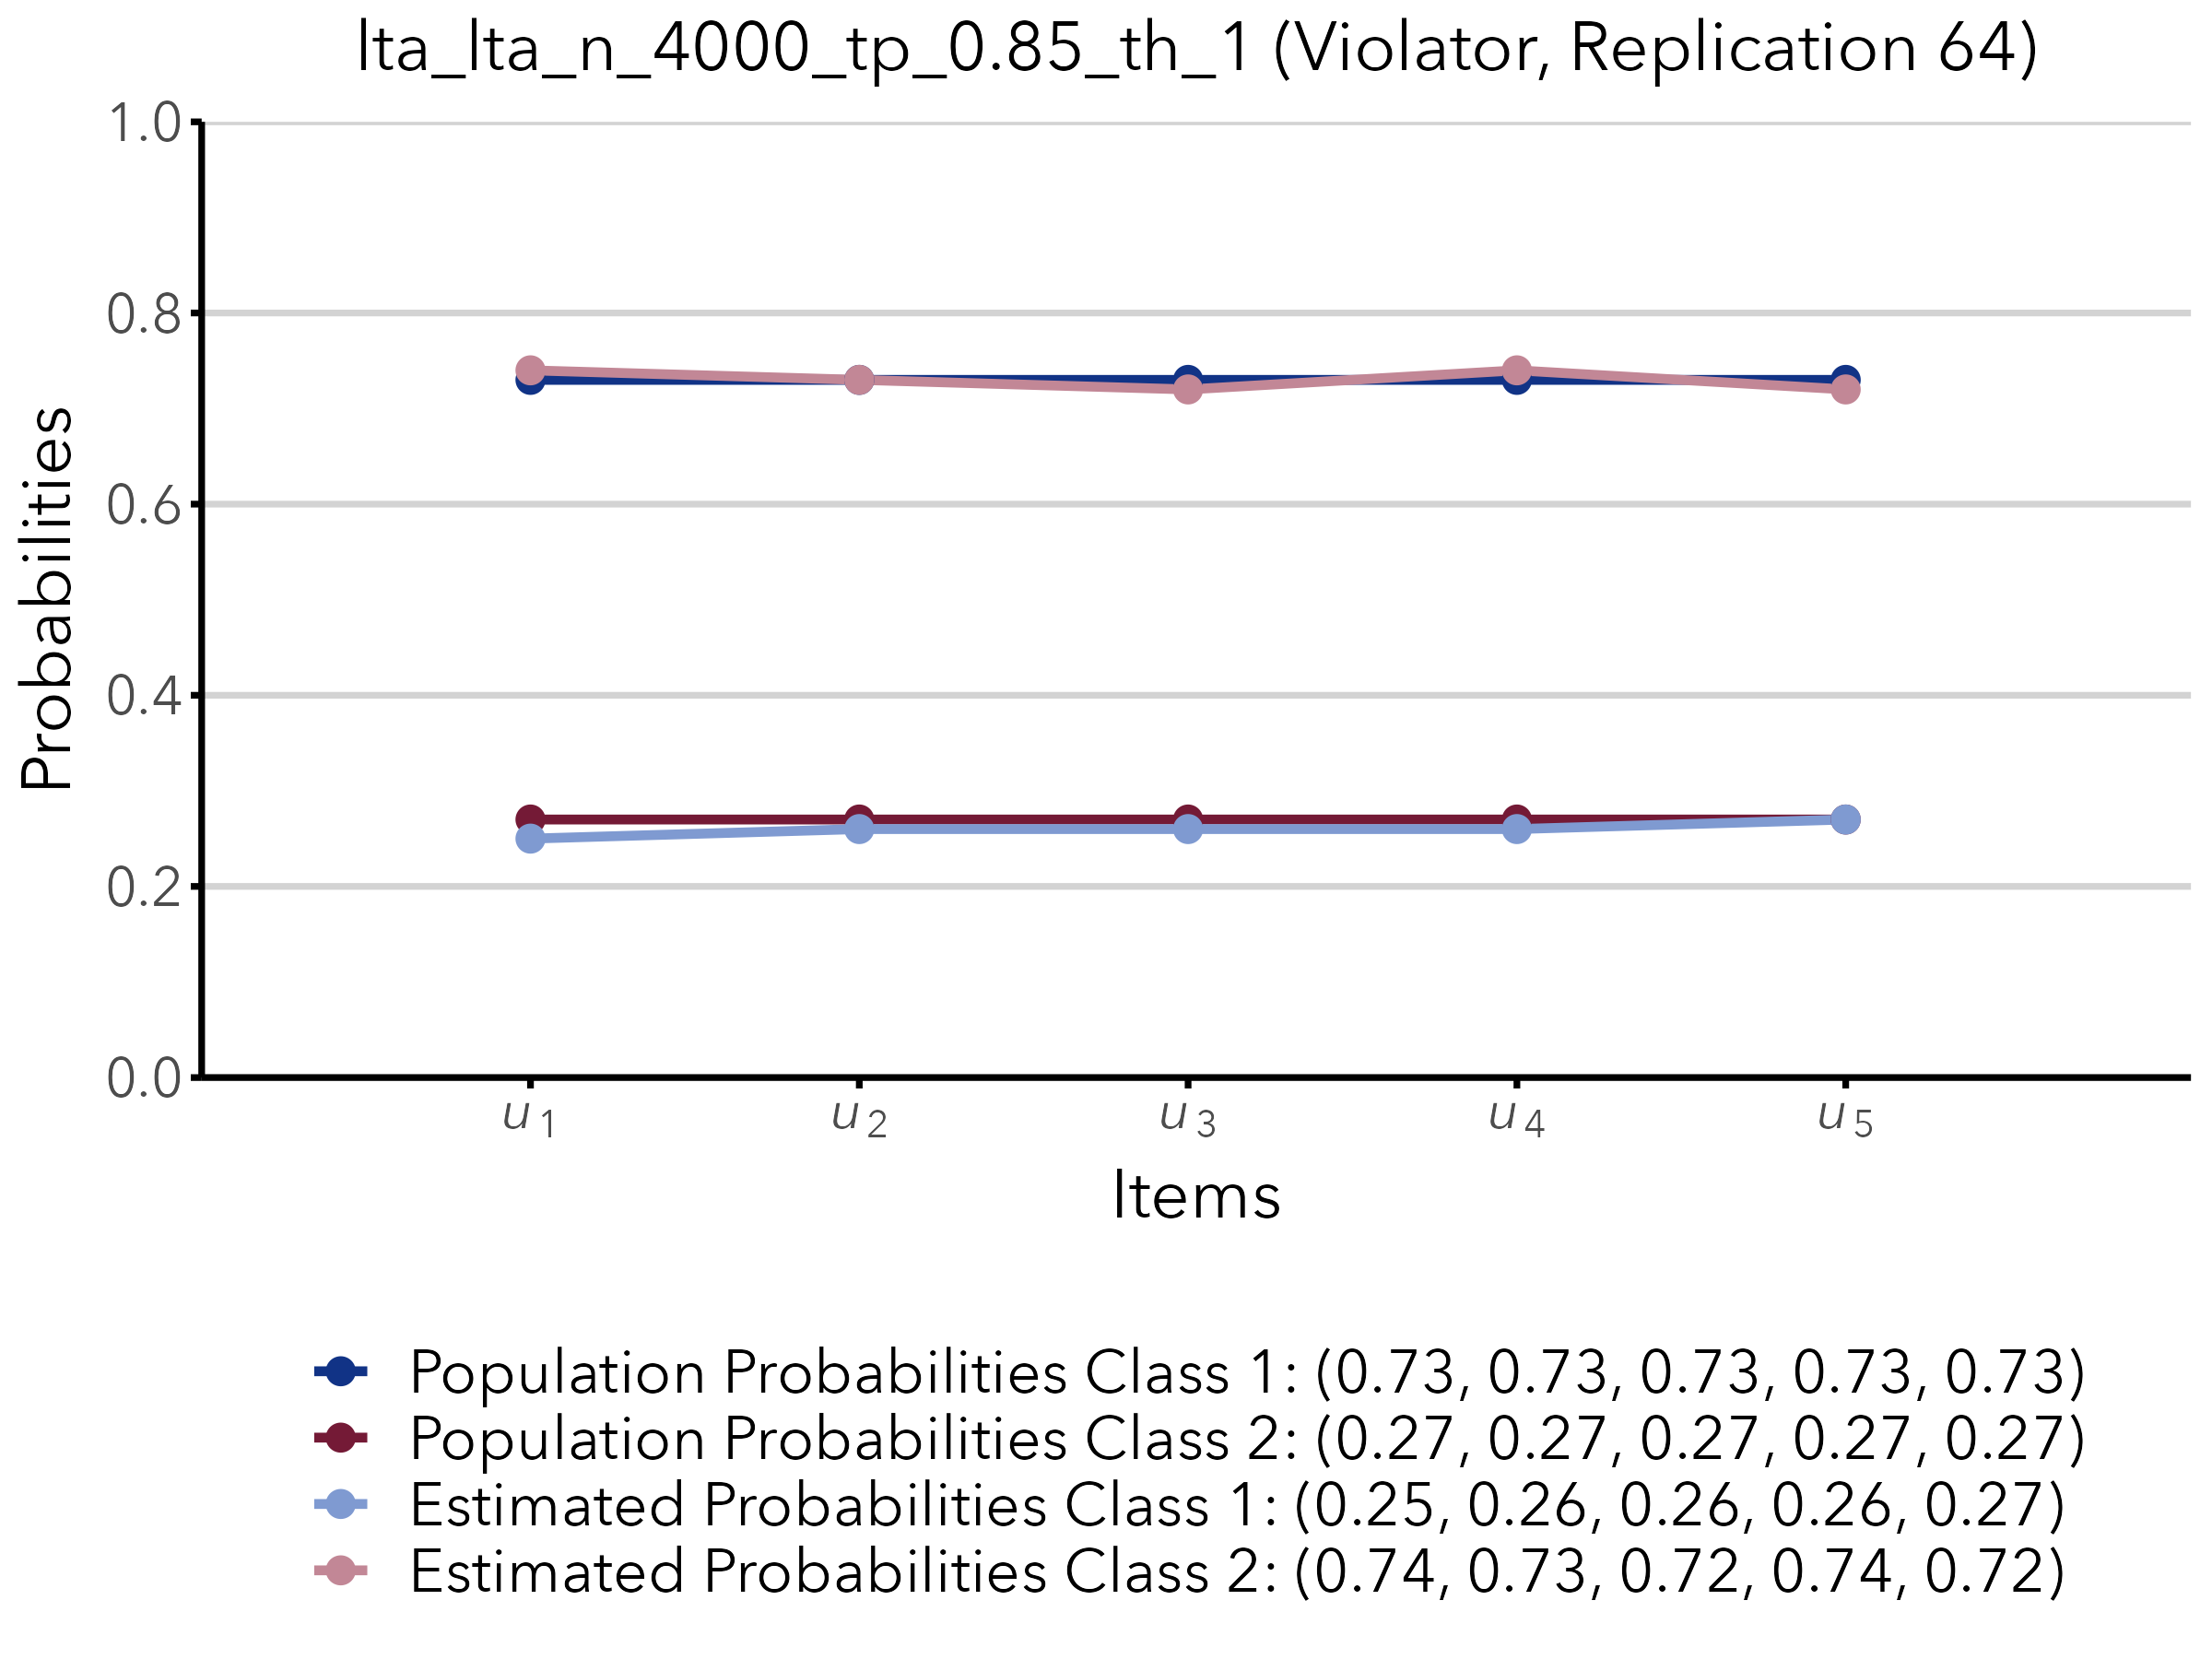 lta_lta_n_4000_tp_0.85_th_1 (Violator, Replication 64)
1.0
0.8
0.6
0.4
0.2
0.0
Probabilities
u1
u2
u3
u4
u5
Items
Population Probabilities Class 1: (0.73, 0.73, 0.73, 0.73, 0.73)
Population Probabilities Class 2: (0.27, 0.27, 0.27, 0.27, 0.27)
Estimated Probabilities Class 1: (0.25, 0.26, 0.26, 0.26, 0.27)
Estimated Probabilities Class 2: (0.74, 0.73, 0.72, 0.74, 0.72)